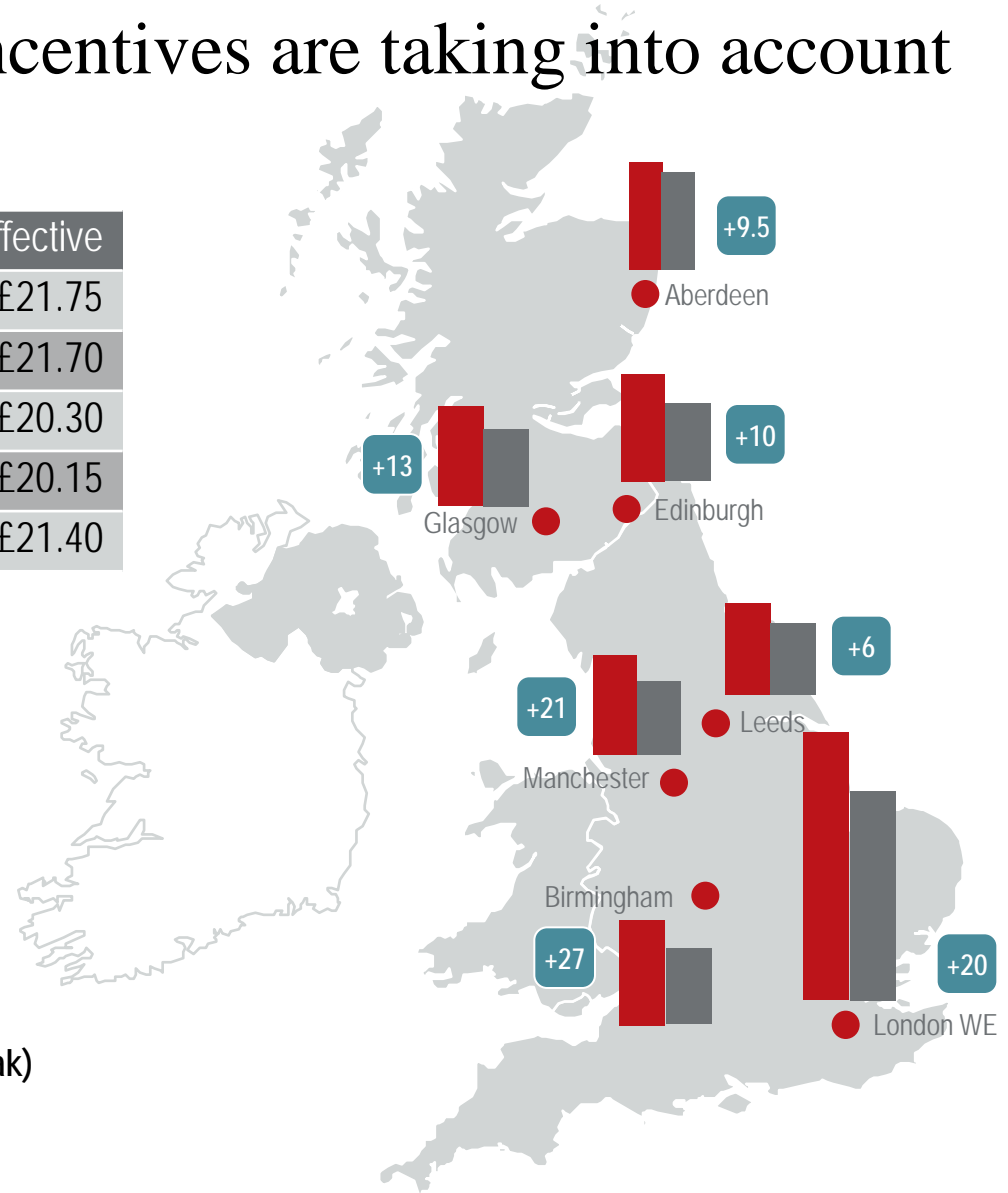 ncentives are taking into account
ffective
£21.75
£21.70
£20.30
£20.15
£21.40
+9.5
Aberdeen
+10
+13
Edinburgh
Glasgow
+6
+21
Leeds
Manchester
Birmingham
+27
+20
London WE
ak)